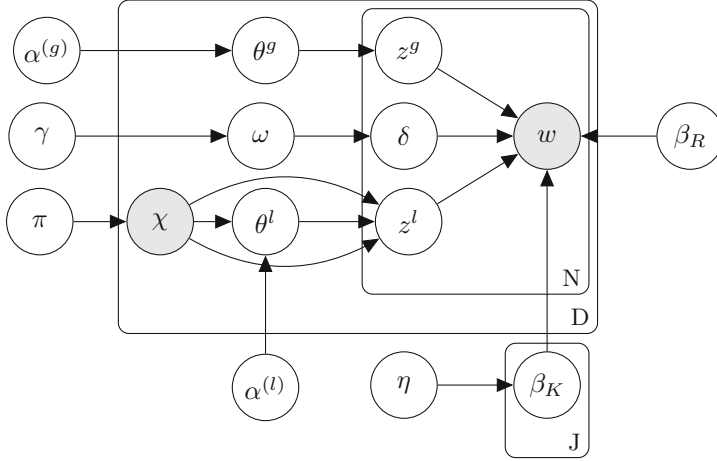 α^(g) θ^g z^g
γ ω δ w β_R
π χ θ^l z^l
N
D
α^(l) η β_K
J